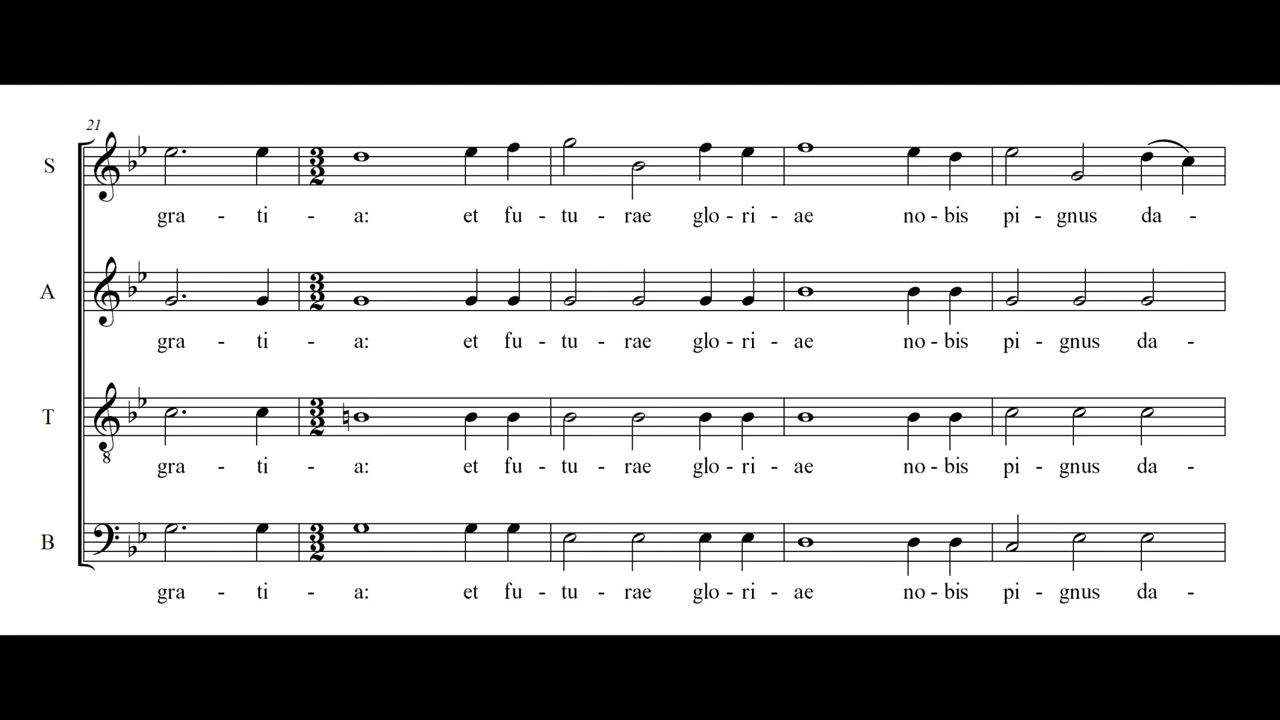 21
S
gra - ti - a: et fu - tu - rae glo - ri - ae no - bis pi - gnus da -
A
gra - ti - a: et fu - tu - rae glo - ri - ae no - bis pi - gnus da -
T
8
gra - ti - a: et fu - tu - rae glo - ri - ae no - bis pi - gnus da -
B
gra - ti - a: et fu - tu - rae glo - ri - ae no - bis pi - gnus da -